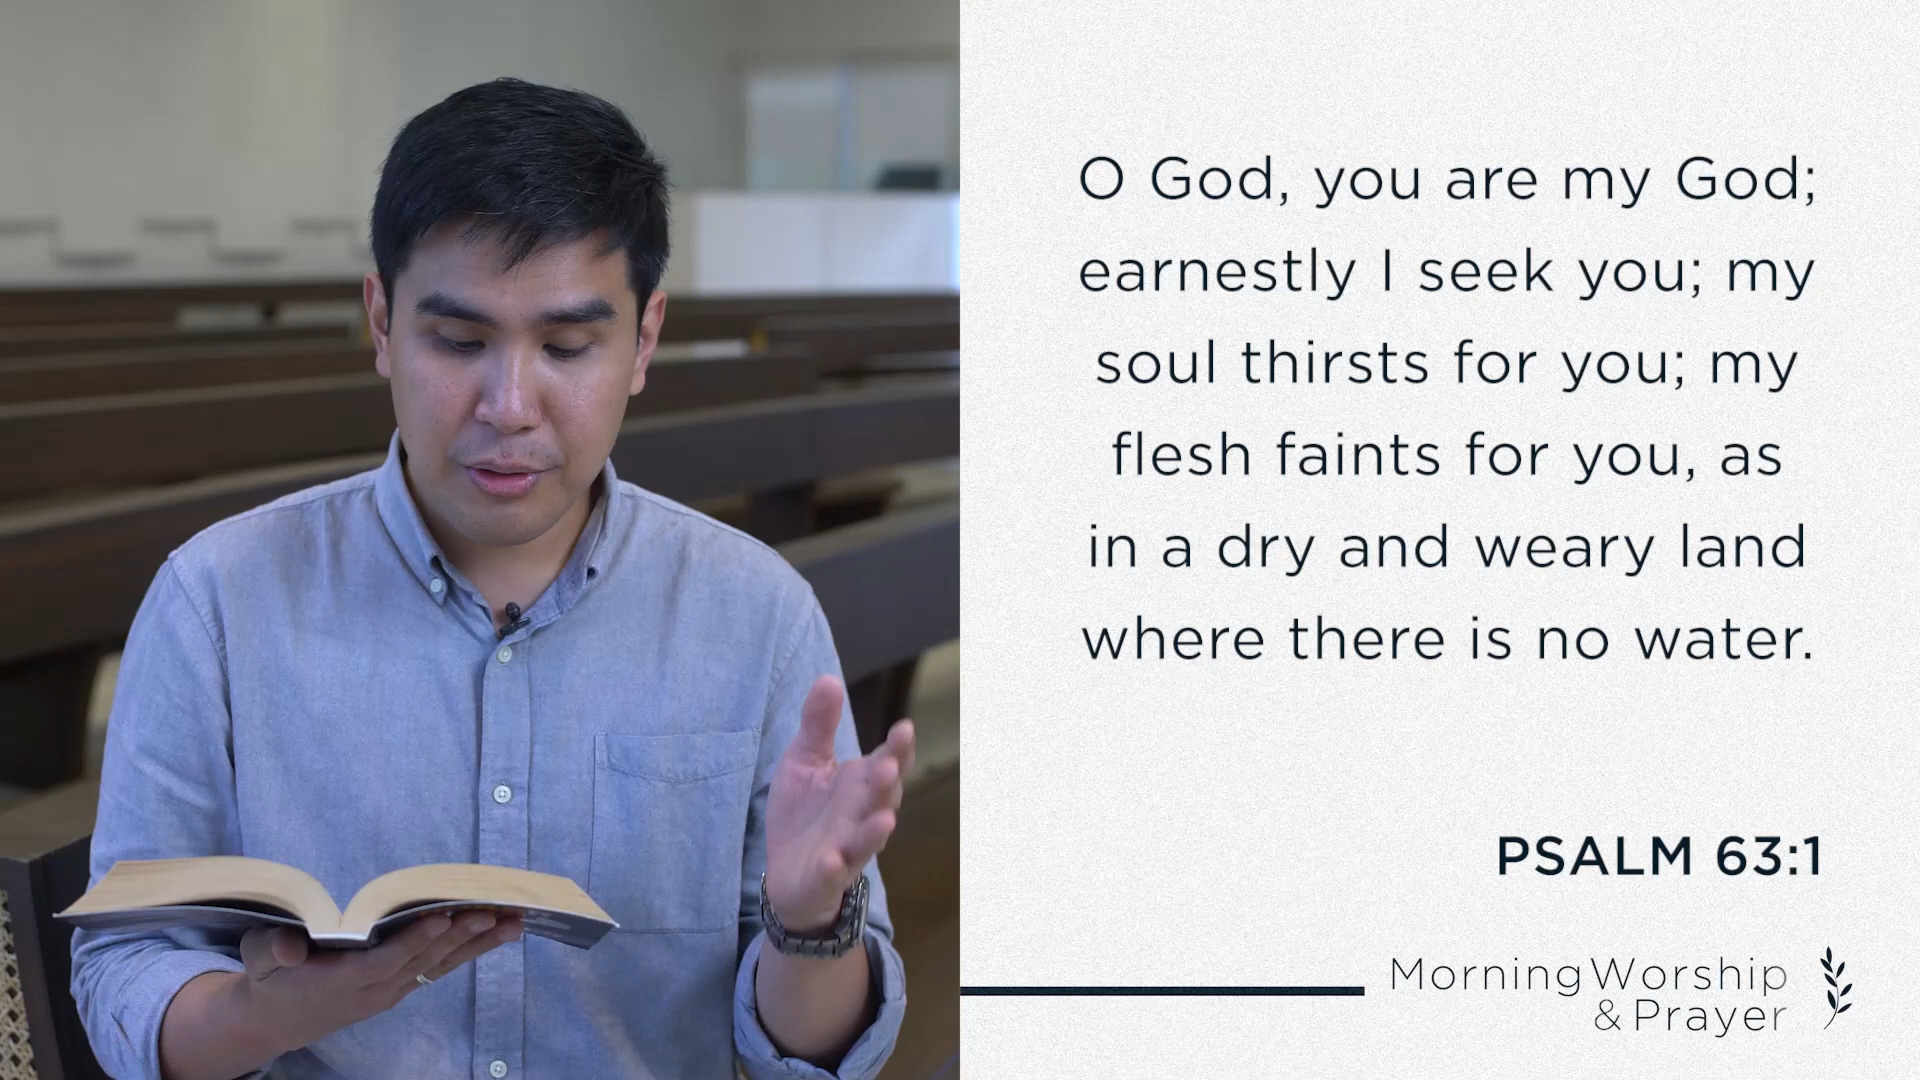 O God, you are my God;
earnestly I seek you; my
soul thirsts for you; my
flesh faints for you, as
in a dry and weary land
where there is no water.
PSALM 63:1
Morning Worship
& Prayer